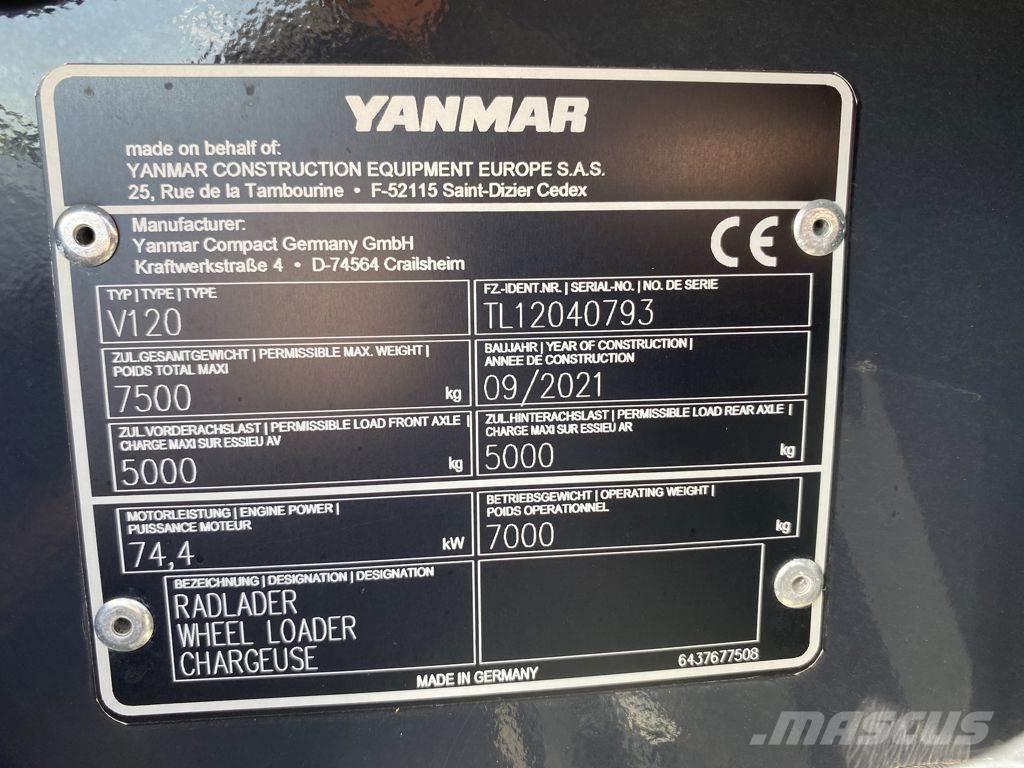 YANMAR
made on behalf of:
YANMAR CONSTRUCTION EQUIPMENT EUROPE S.A.S.
25, Rue de la Tambourine • F-52115 Saint-Dizier Cedex
Manufacturer:
Yanmar Compact Germany GmbH
Kraftwerkstraße 4 • D-74564 Crailsheim
CE
TYP | TYPE | TYPE
V120
FZ.-IDENT.NR. | SERIAL-NO. | NO. DE SERIE
TL12040793
ZUL.GESAMTGEWICHT | PERMISSIBLE MAX. WEIGHT |
POIDS TOTAL MAXI
7500 kg
BAUJAHR | YEAR OF CONSTRUCTION |
ANNEE DE CONSTRUCTION
09/2021
ZUL.VORDERACHSLAST | PERMISSIBLE LOAD FRONT AXLE |
CHARGE MAXI SUR ESSIEU AV
5000 kg
ZUL.HINTERACHSLAST | PERMISSIBLE LOAD REAR AXLE |
CHARGE MAXI SUR ESSIEU AR
5000 kg
MOTORLEISTUNG | ENGINE POWER |
PUISSANCE MOTEUR
74,4 kW
BETRIEBSGEWICHT | OPERATING WEIGHT |
POIDS OPERATIONNEL
7000 kg
BEZEICHNUNG | DESIGNATION | DESIGNATION
RADLADER
WHEEL LOADER
CHARGEUSE
6437677508
MADE IN GERMANY
MASCUS